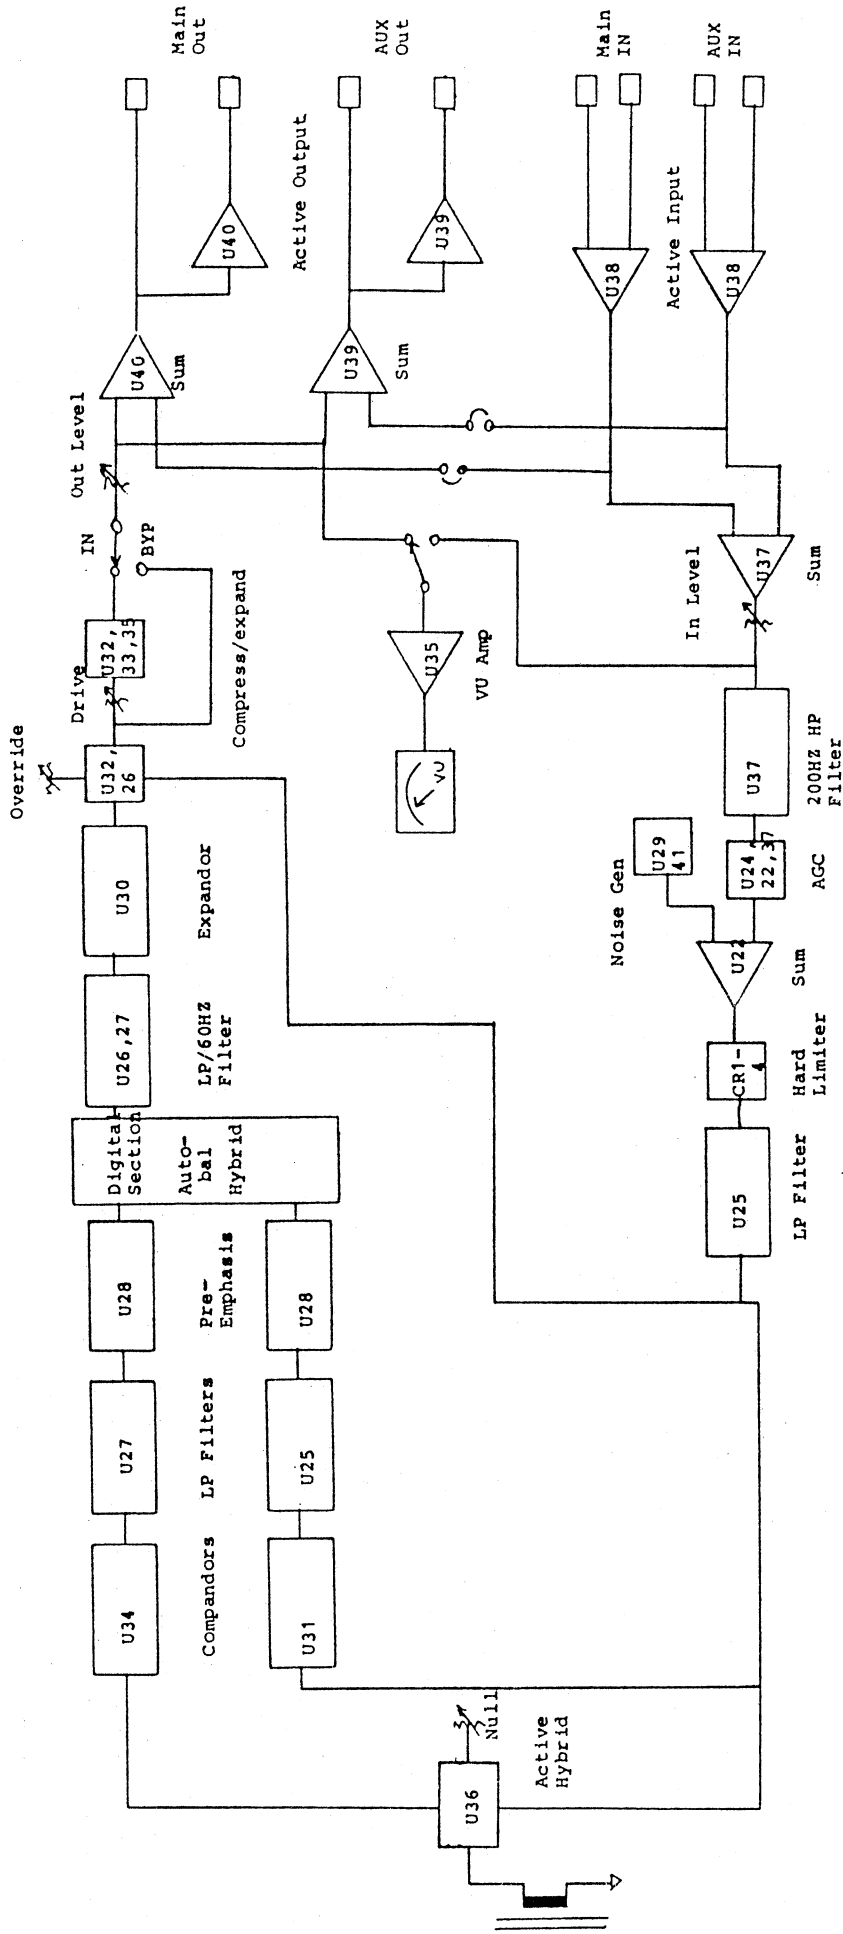 Override
Drive
Out Level
IN
BYP
Compress/expand
U34
U27
U28
Digital
Section
Auto-
bal
Hybrid
U26,27
U30
U32,
26
U32,
33,35
U40
Sum
U40
Main
Out
Compandors
LP Filters
Pre-
Emphasis
LP/60HZ
Filter
Expandor
Active Output
U31
U25
U28
U39
Sum
U39
AUX
Out
VU
U35
VU Amp
U36
Null
Active
Hybrid
Noise Gen
U29
41
In Level
U38
Main
IN
Active Input
U38
AUX
IN
U25
LP Filter
CR1-
4
Hard
Limiter
U22
Sum
U24,
22,37
AGC
U37
200HZ HP
Filter
U37
Sum